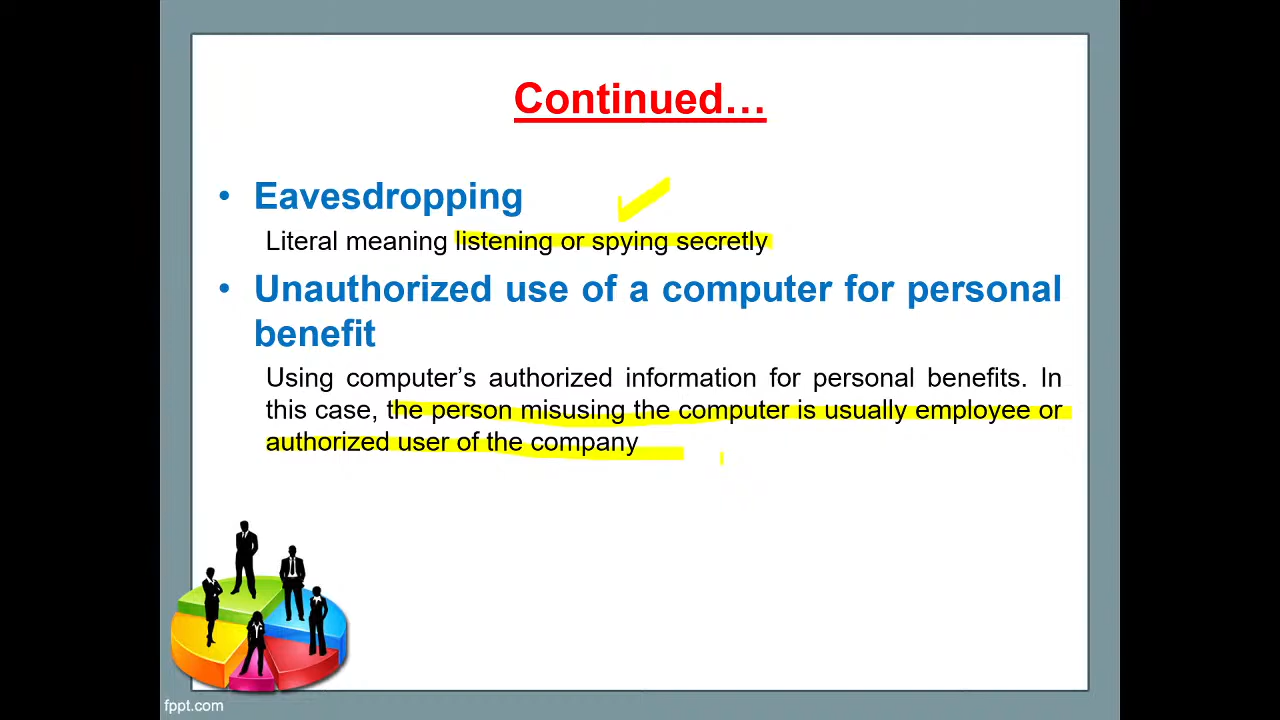 Continued…
• Eavesdropping
Literal meaning listening or spying secretly
• Unauthorized use of a computer for personal
benefit
Using computer's authorized information for personal benefits. In
this case, the person misusing the computer is usually employee or
authorized user of the company
fppt.com